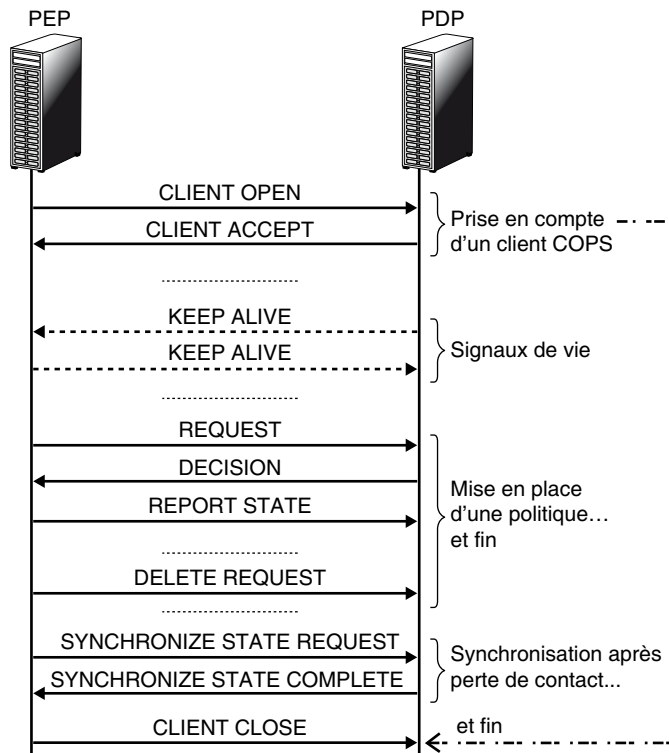 PEP
PDP
CLIENT OPEN
CLIENT ACCEPT
Prise en compte
d'un client COPS
KEEP ALIVE
KEEP ALIVE
Signaux de vie
REQUEST
DECISION
REPORT STATE
DELETE REQUEST
Mise en place
d'une politique…
et fin
SYNCHRONIZE STATE REQUEST
SYNCHRONIZE STATE COMPLETE
Synchronisation après
perte de contact...
CLIENT CLOSE
et fin